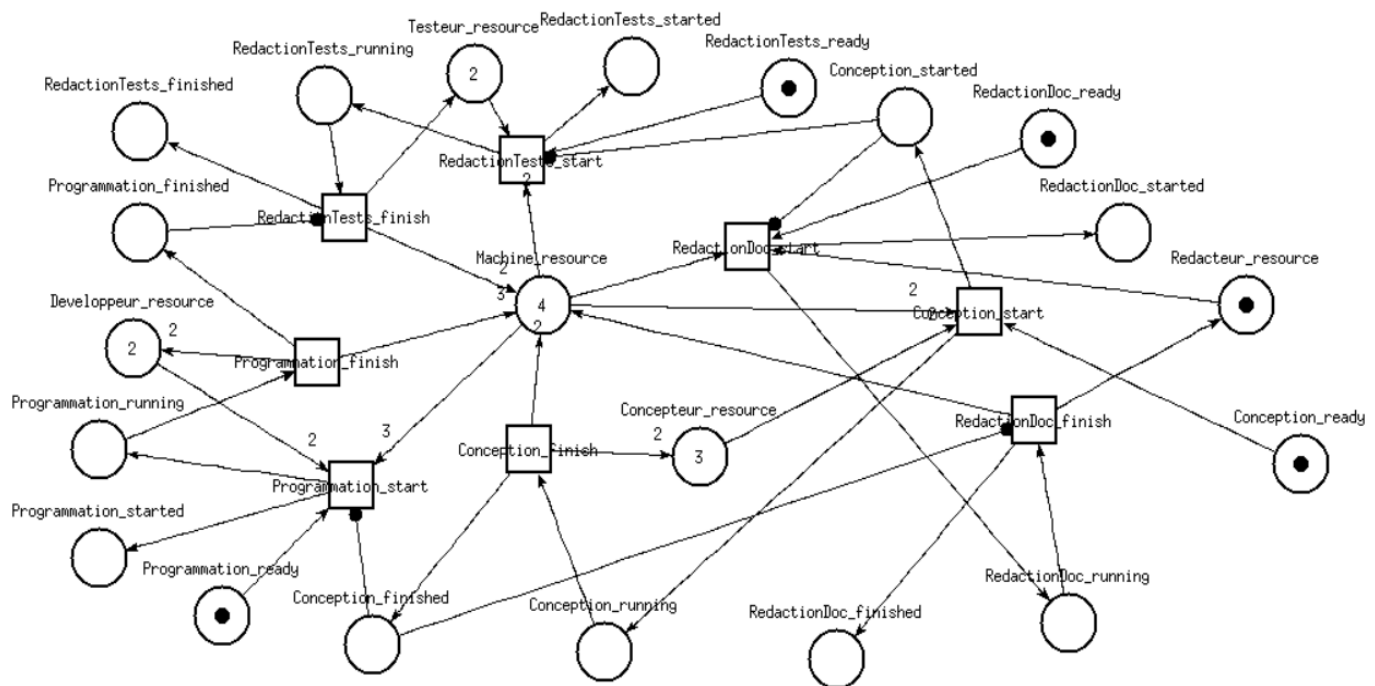 RedactionTests_started
Testeur_resource
RedactionTests_ready
RedactionTests_running
Conception_started
2
RedactionTests_finished
RedactionDoc_ready
RedactionTests_start
2
Programmation_finished
RedactionDoc_started
RedactionTests_finish
RedactionDoc_start
Machine_resource
Redacteur_resource
2
3
2
Developpeur_resource
4
Conception_start
2
2
2
2
Programmation_finish
Programmation_running
Concepteur_resource
RedactionDoc_finish
Conception_ready
2
3
2
Conception_finish
3
Programmation_start
Programmation_started
Programmation_ready
RedactionDoc_running
Conception_finished
Conception_running
RedactionDoc_finished